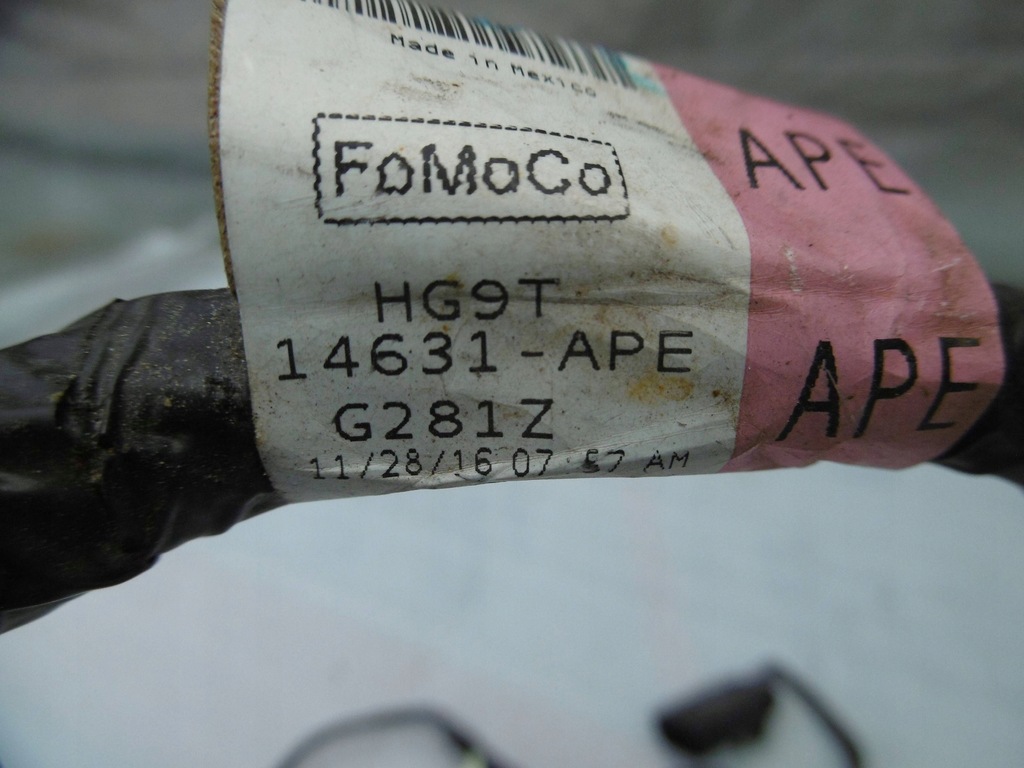 Made in Mexico
FoMoCo
HG9T
14631-APE
G281Z
11/28/16 07:57 AM
APE
APE